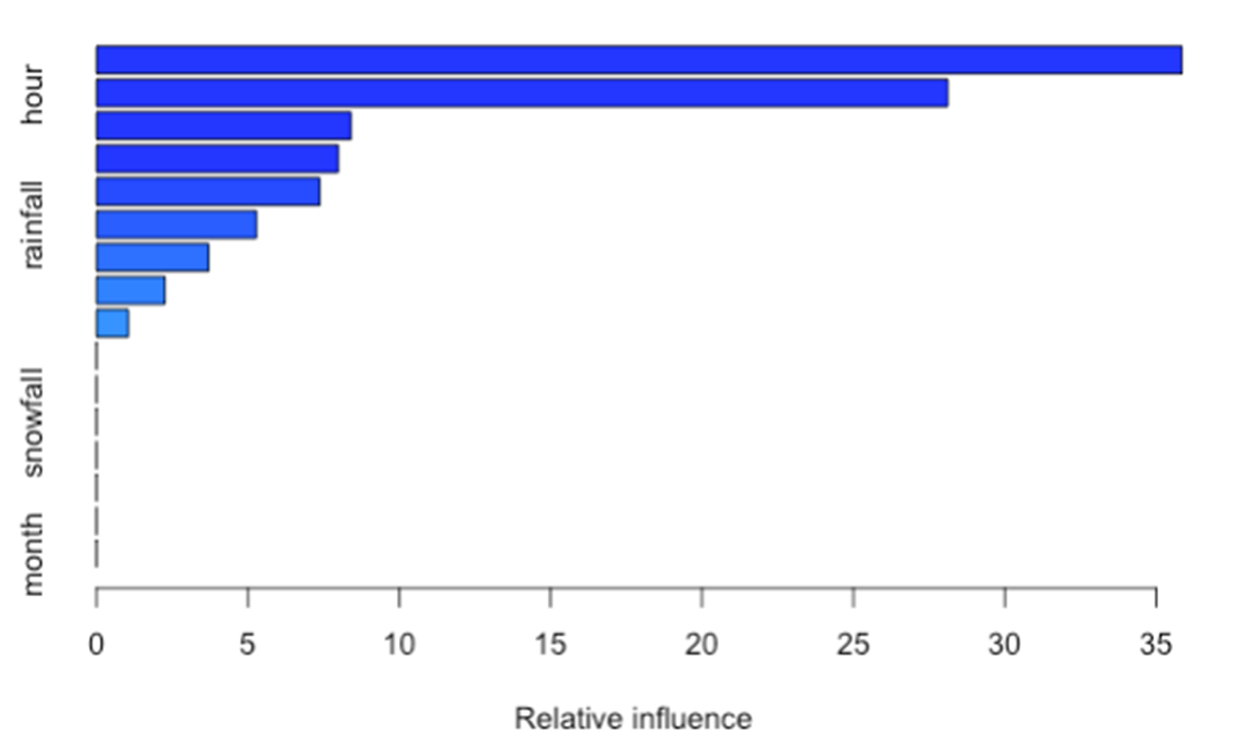 hour
rainfall
snowfall
month
0 5 10 15 20 25 30 35
Relative influence